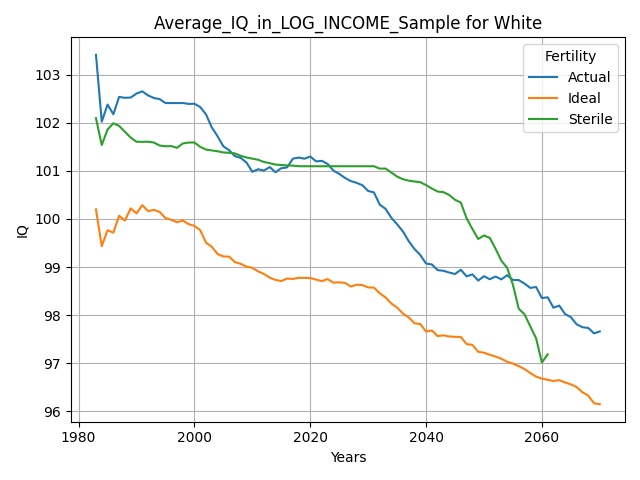 Average_IQ_in_LOG_INCOME_Sample for White
Fertility
Actual
Ideal
Sterile
IQ
103
102
101
100
99
98
97
96
1980
2000
2020
2040
2060
Years